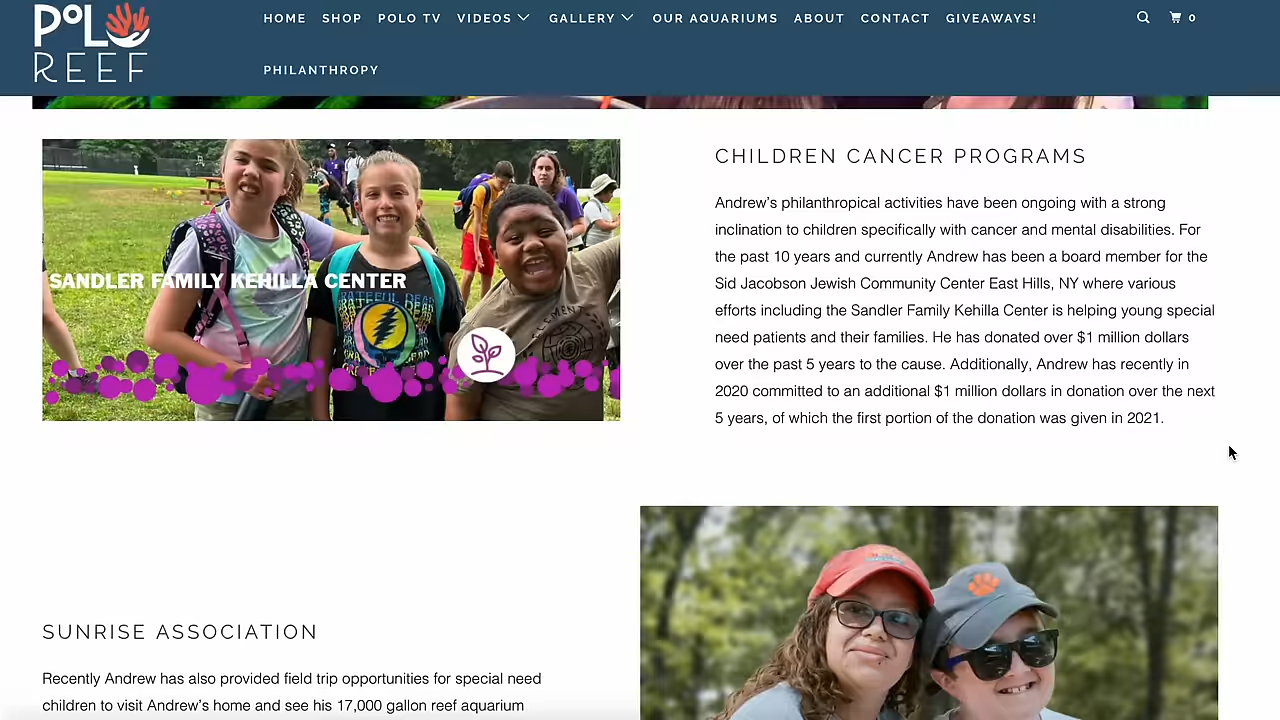 POLO
REEF
HOME SHOP POLO TV VIDEOS GALLERY OUR AQUARIUMS ABOUT CONTACT GIVEAWAYS!
0
PHILANTHROPY
SANDLER FAMILY KEHILLA CENTER
GRATEFUL DEAD
ELEMENT
CHILDREN CANCER PROGRAMS
Andrew's philanthropical activities have been ongoing with a strong
inclination to children specifically with cancer and mental disabilities. For
the past 10 years and currently Andrew has been a board member for the
Sid Jacobson Jewish Community Center East Hills, NY where various
efforts including the Sandler Family Kehilla Center is helping young special
need patients and their families. He has donated over $1 million dollars
over the past 5 years to the cause. Additionally, Andrew has recently in
2020 committed to an additional $1 million dollars in donation over the next
5 years, of which the first portion of the donation was given in 2021.
SUNRISE ASSOCIATION
Recently Andrew has also provided field trip opportunities for special need
children to visit Andrew's home and see his 17,000 gallon reef aquarium